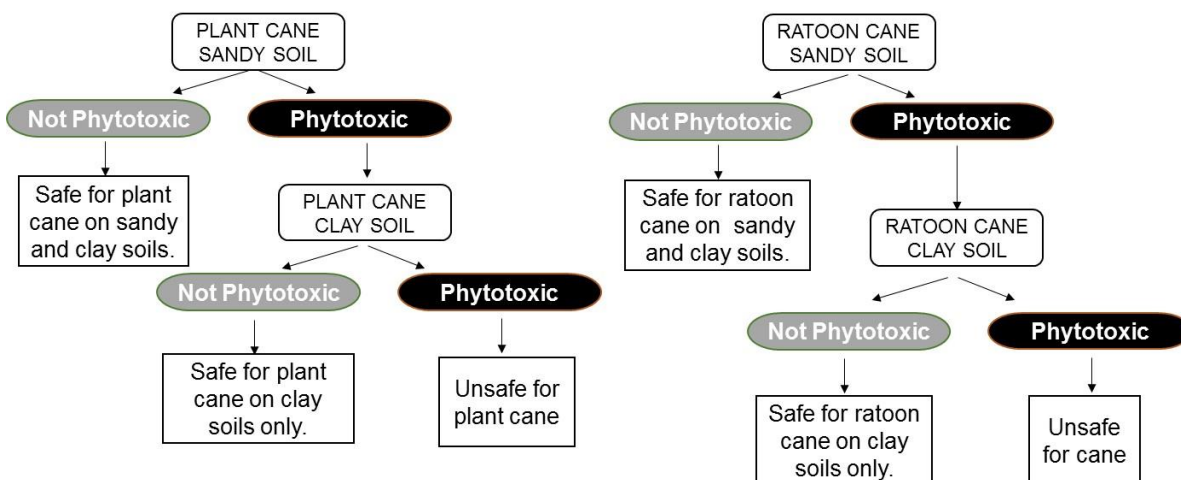 PLANT CANE
SANDY SOIL
Not Phytotoxic
Phytotoxic
Safe for plant
cane on sandy
and clay soils.
PLANT CANE
CLAY SOIL
Not Phytotoxic
Phytotoxic
Safe for plant
cane on clay
soils only.
Unsafe for
plant cane
RATOON CANE
SANDY SOIL
Not Phytotoxic
Phytotoxic
Safe for ratoon
cane on sandy
and clay soils.
RATOON CANE
CLAY SOIL
Not Phytotoxic
Phytotoxic
Safe for ratoon
cane on clay
soils only.
Unsafe
for cane